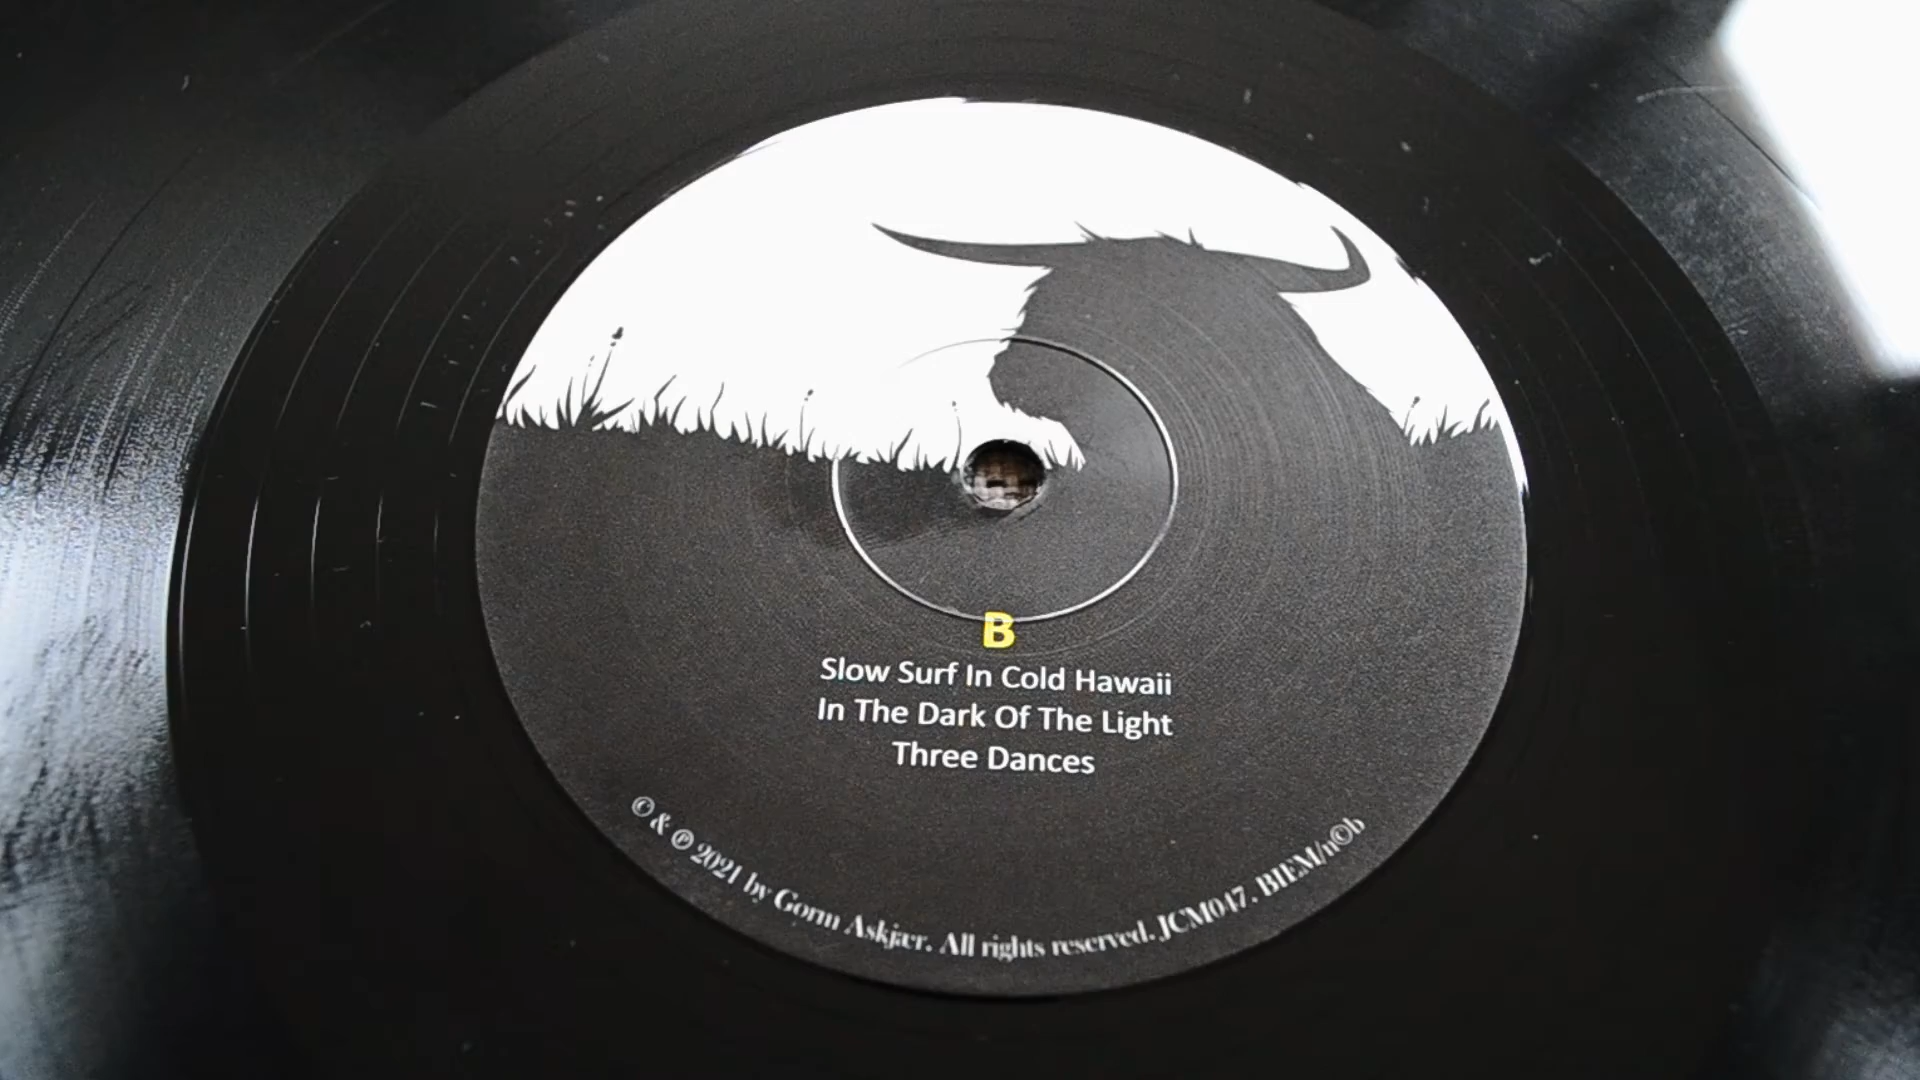 B
Slow Surf In Cold Hawaii
In The Dark Of The Light
Three Dances
© & ℗ 2021 by Gorm Askjær. All rights reserved. JCM047. BIEM/n©b